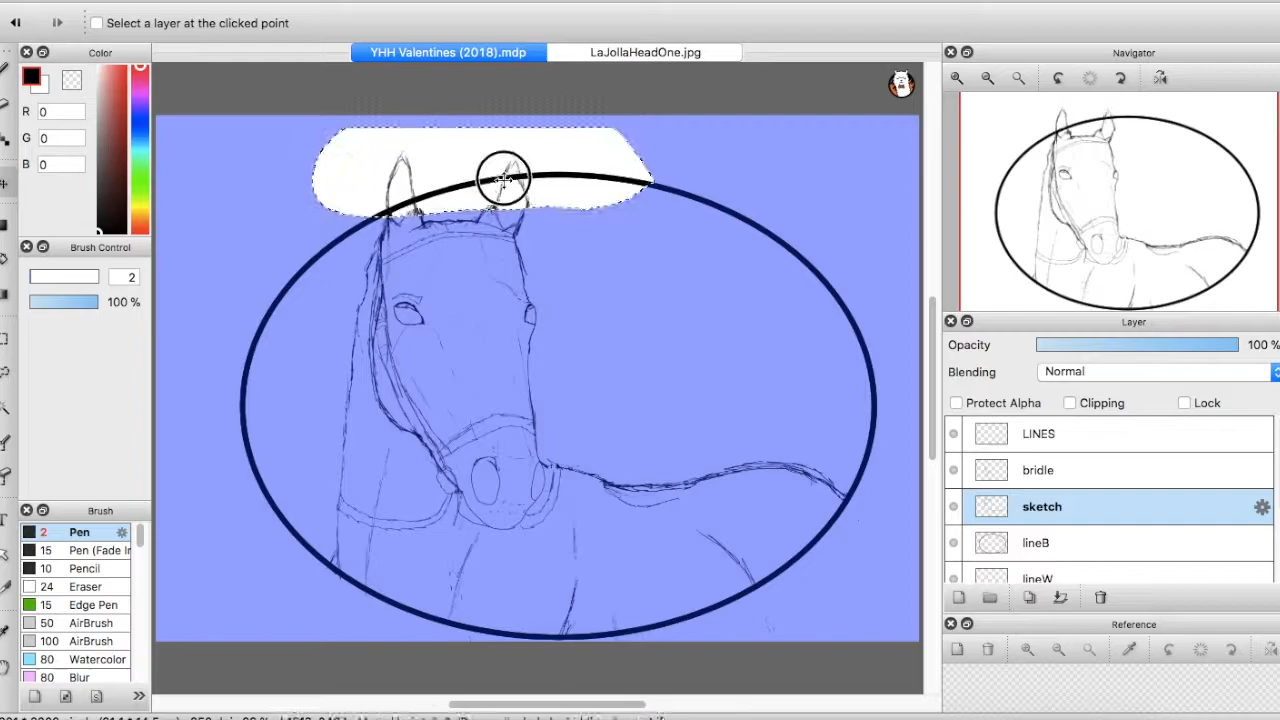 Select a layer at the clicked point
Color
YHH Valentines (2018).mdp
LaJollaHeadOne.jpg
Navigator
R 0
G 0
B 0
Brush Control
2
100 %
Layer
Opacity 100 %
Blending Normal
Protect Alpha Clipping Lock
LINES
bridle
sketch
lineB
lineW
Brush
2 Pen
15 Pen (Fade In
10 Pencil
24 Eraser
15 Edge Pen
50 AirBrush
100 AirBrush
80 Watercolor
80 Blur
Reference